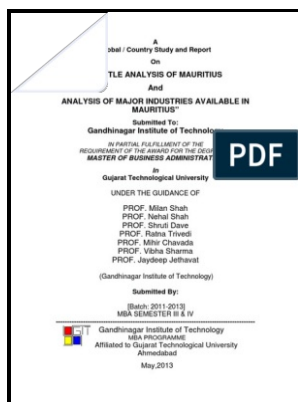 A
obal / Country Study and Report
On
TLE ANALYSIS OF MAURITIUS
And
ANALYSIS OF MAJOR INDUSTRIES AVAILABLE IN
MAURITIUS"
Submitted To:
Gandhinagar Institute of Technolo
IN PARTIAL FULFILLMENT OF THE
REQUIREMENT OF THE AWARD FOR THE DEG
MASTER OF BUSINESS ADMINISTRAT
PDF
In
Gujarat Technological University
UNDER THE GUIDANCE OF
PROF. Milan Shah
PROF. Nehal Shah
PROF. Shruti Dave
PROF. Ratna Trivedi
PROF. Mihir Chavada
PROF. Vibha Sharma
PROF. Jaydeep Jethavat
(Gandhinagar Institute of Technology)
Submitted By:
[Batch: 2011-2013]
MBA SEMESTER III & IV
GIT
Gandhinagar Institute of Technology
MBA PROGRAMME
Affiliated to Gujarat Technological University
Ahmedabad
May,2013